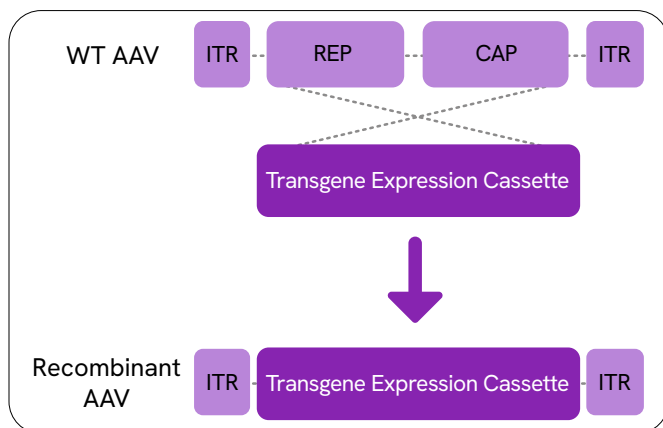 WT AAV
ITR
REP
CAP
ITR
Transgene Expression Cassette
Recombinant
AAV
ITR
Transgene Expression Cassette
ITR